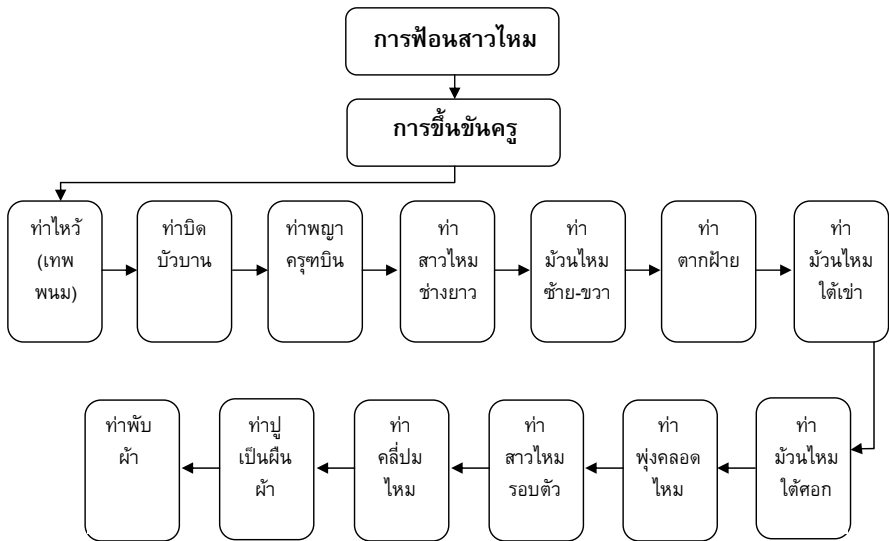 การฟ้อนสาวไหม
การขึ้นขันครู
ท่าไหว้
(เทพ
พนม)
ท่าบิด
บัวบาน
ท่าพญา
ครุฑบิน
ท่า
สาวไหม
ช่างยาว
ท่า
ม้วนไหม
ซ้าย-ขวา
ท่า
ตากฝ้าย
ท่า
ม้วนไหม
ใต้เข่า
ท่า
ม้วนไหม
ใต้ศอก
ท่า
พุ่งคลอด
ไหม
ท่า
สาวไหม
รอบตัว
ท่า
คลี่ปม
ไหม
ท่าปู
เป็นผืน
ผ้า
ท่าพับ
ผ้า